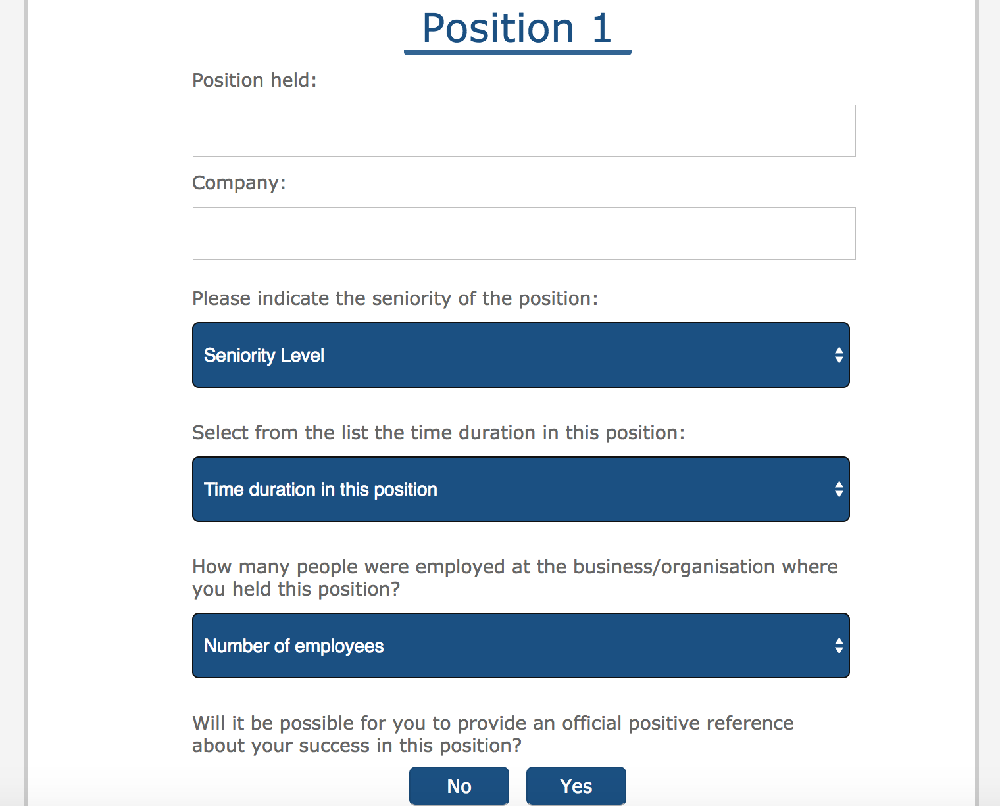 Position 1
Position held:
Company:
Please indicate the seniority of the position:
Seniority Level
Select from the list the time duration in this position:
Time duration in this position
How many people were employed at the business/organisation where
you held this position?
Number of employees
Will it be possible for you to provide an official positive reference
about your success in this position?
No Yes